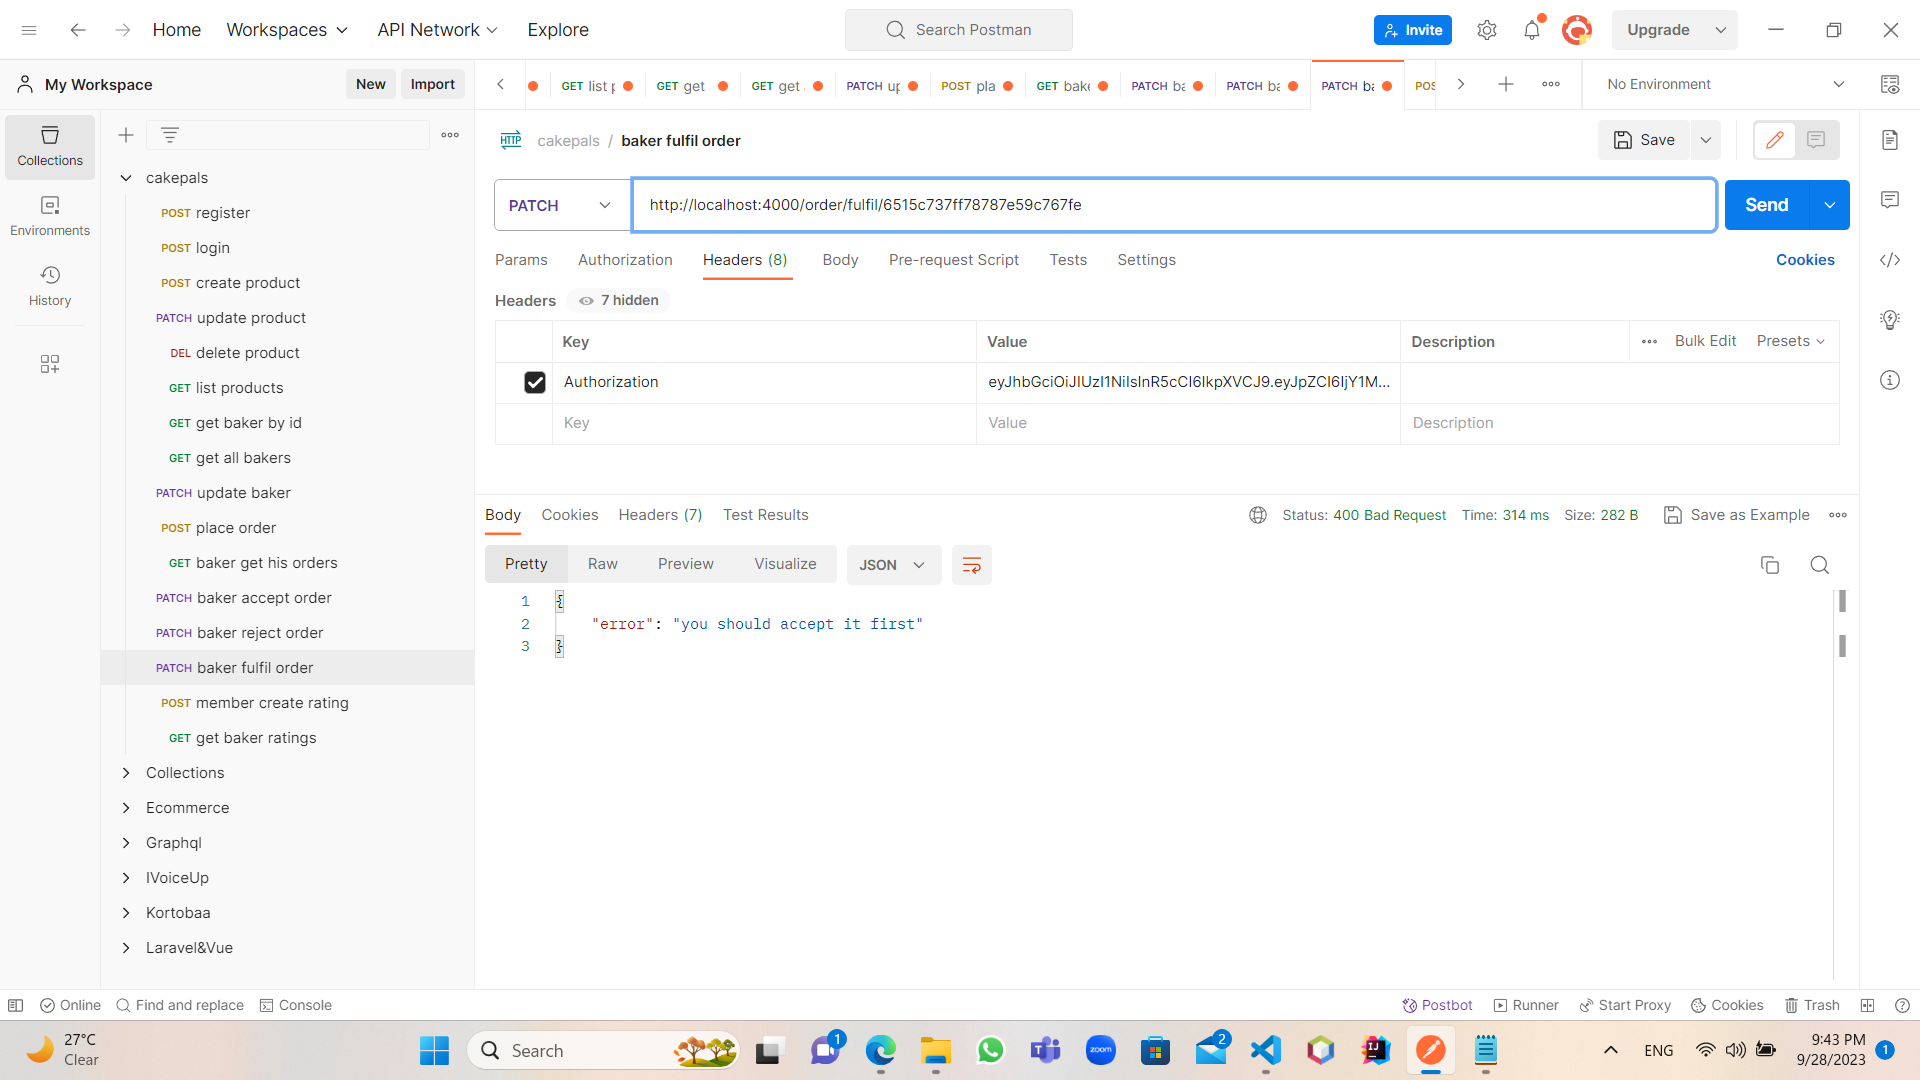 Home
Workspaces
API Network
Explore
Search Postman
Invite
Upgrade
My Workspace
New
Import
GET list p
GET get
GET get
PATCH up
POST pla
GET bake
PATCH ba
PATCH ba
PATCH ba
POS
No Environment
Collections
Environments
History
cakepals
POST register
POST login
POST create product
PATCH update product
DEL delete product
GET list products
GET get baker by id
GET get all bakers
PATCH update baker
POST place order
GET baker get his orders
PATCH baker accept order
PATCH baker reject order
PATCH baker fulfil order
POST member create rating
GET get baker ratings
Collections
Ecommerce
Graphql
IVoiceUp
Kortobaa
Laravel&Vue
HTTP cakepals / baker fulfil order
Save
PATCH
http://localhost:4000/order/fulfil/6515c737ff78787e59c767fe
Send
Params Authorization Headers (8) Body Pre-request Script Tests Settings
Cookies
Headers 7 hidden
Key Value Description Bulk Edit Presets
Authorization eyJhbGciOiJIUzI1NiIsInR5cCI6IkpXVCJ9.eyJpZCI6IjY1M...
Key Value Description
Body Cookies Headers (7) Test Results
Status: 400 Bad Request Time: 314 ms Size: 282 B
Save as Example
Pretty Raw Preview Visualize JSON
1 {
2 "error": "you should accept it first"
3 }
Online
Find and replace
Console
Postbot
Runner
Start Proxy
Cookies
Trash
27°C
Clear
Search
1
zoom
2
IJ
ENG
9:43 PM
9/28/2023
1